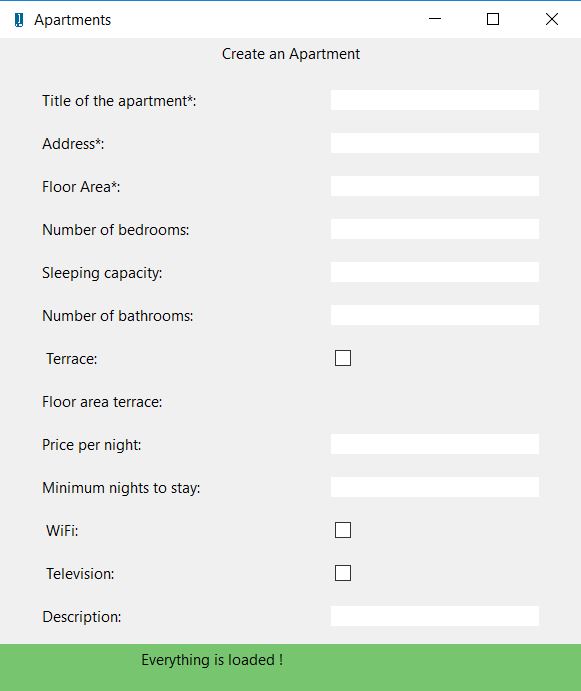 Apartments
Create an Apartment
Title of the apartment*:
Address*:
Floor Area*:
Number of bedrooms:
Sleeping capacity:
Number of bathrooms:
Terrace:
Floor area terrace:
Price per night:
Minimum nights to stay:
WiFi:
Television:
Description:
Everything is loaded !